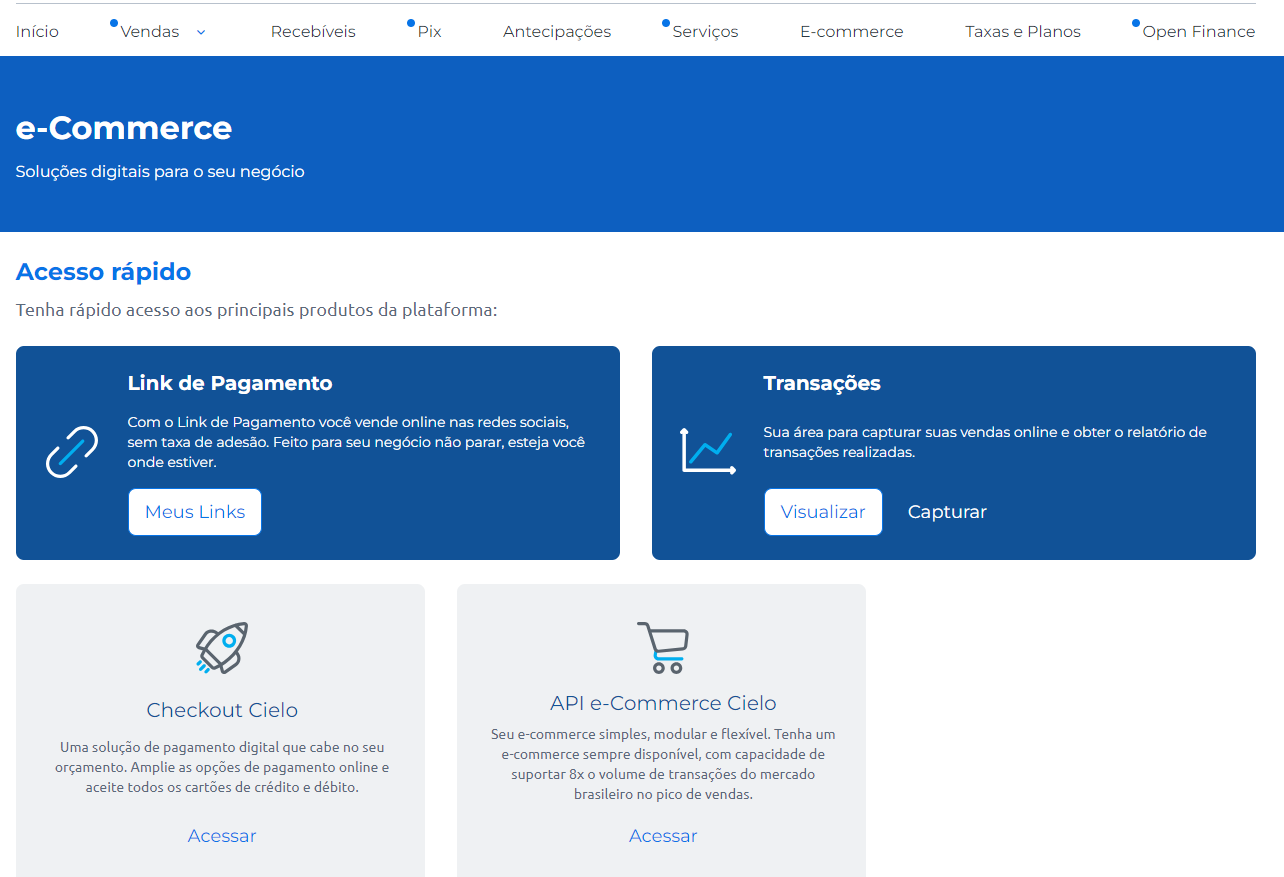 Início Vendas Recebíveis Pix Antecipações Serviços E-commerce Taxas e Planos Open Finance
e-Commerce
Soluções digitais para o seu negócio
Acesso rápido
Tenha rápido acesso aos principais produtos da plataforma:
Link de Pagamento
Com o Link de Pagamento você vende online nas redes sociais,
sem taxa de adesão. Feito para seu negócio não parar, esteja você
onde estiver.
Meus Links
Transações
Sua área para capturar suas vendas online e obter o relatório de
transações realizadas.
Visualizar Capturar
Checkout Cielo
Uma solução de pagamento digital que cabe no seu
orçamento. Amplie as opções de pagamento online e
aceite todos os cartões de crédito e débito.
Acessar
API e-Commerce Cielo
Seu e-commerce simples, modular e flexível. Tenha um
e-commerce sempre disponível, com capacidade de
suportar 8x o volume de transações do mercado
brasileiro no pico de vendas.
Acessar